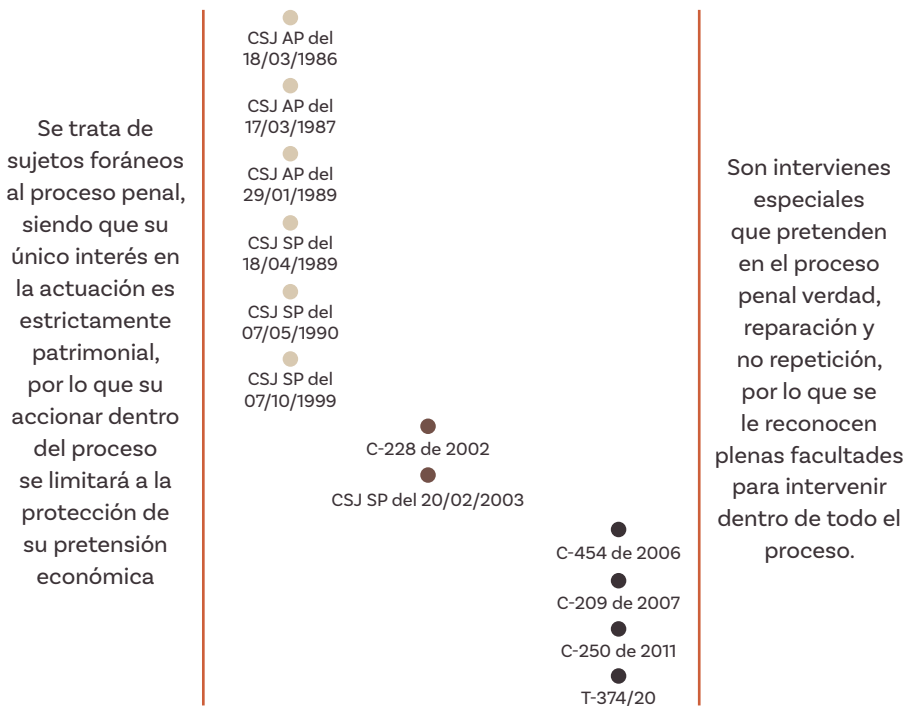 Se trata de
sujetos foráneos
al proceso penal,
siendo que su
único interés en
la actuación es
estrictamente
patrimonial,
por lo que su
accionar dentro
del proceso
se limitará a la
protección de
su pretensión
económica
CSJ AP del
18/03/1986
CSJ AP del
17/03/1987
CSJ AP del
29/01/1989
CSJ SP del
18/04/1989
CSJ SP del
07/05/1990
CSJ SP del
07/10/1999
C-228 de 2002
CSJ SP del 20/02/2003
C-454 de 2006
C-209 de 2007
C-250 de 2011
T-374/20
Son intervienes
especiales
que pretenden
en el proceso
penal verdad,
reparación y
no repetición,
por lo que se
le reconocen
plenas facultades
para intervenir
dentro de todo el
proceso.